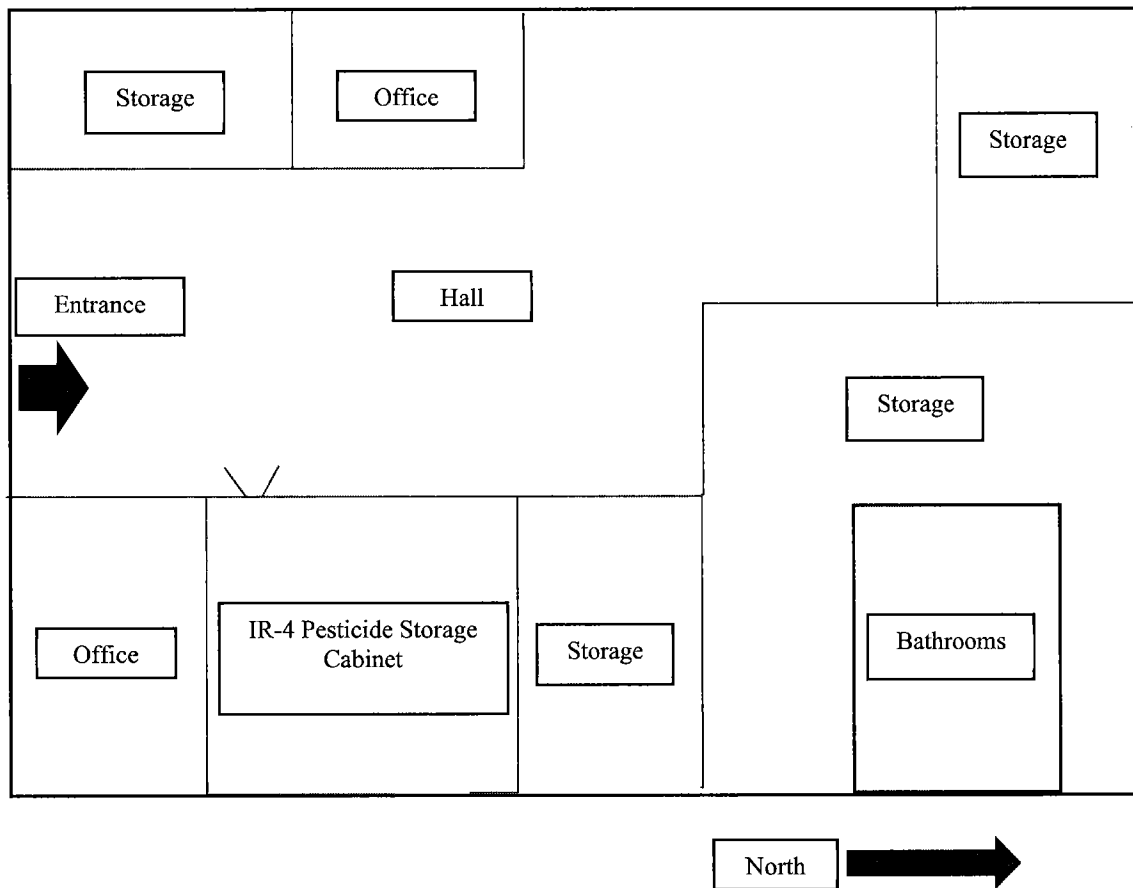 Storage
Office
Storage
Entrance
Hall
Storage
Office
IR-4 Pesticide Storage
Cabinet
Storage
Bathrooms
North